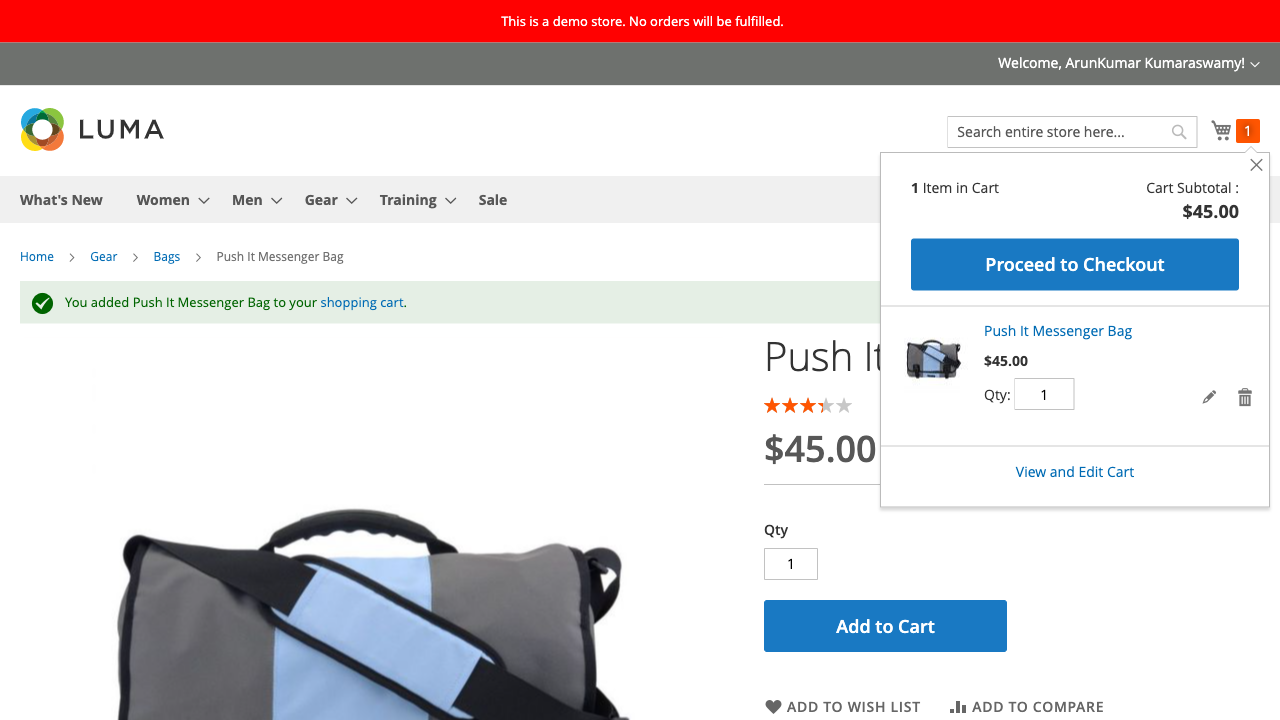 This is a demo store. No orders will be fulfilled.
Welcome, ArunKumar Kumaraswamy!
LUMA
Search entire store here...
1
What's New Women Men Gear Training Sale
1 Item in Cart
Cart Subtotal :
$45.00
Proceed to Checkout
Home Gear Bags Push It Messenger Bag
You added Push It Messenger Bag to your shopping cart.
Push It Messenger Bag
$45.00
Qty: 1
View and Edit Cart
Push It
$45.00
Qty
1
Add to Cart
ADD TO WISH LIST ADD TO COMPARE